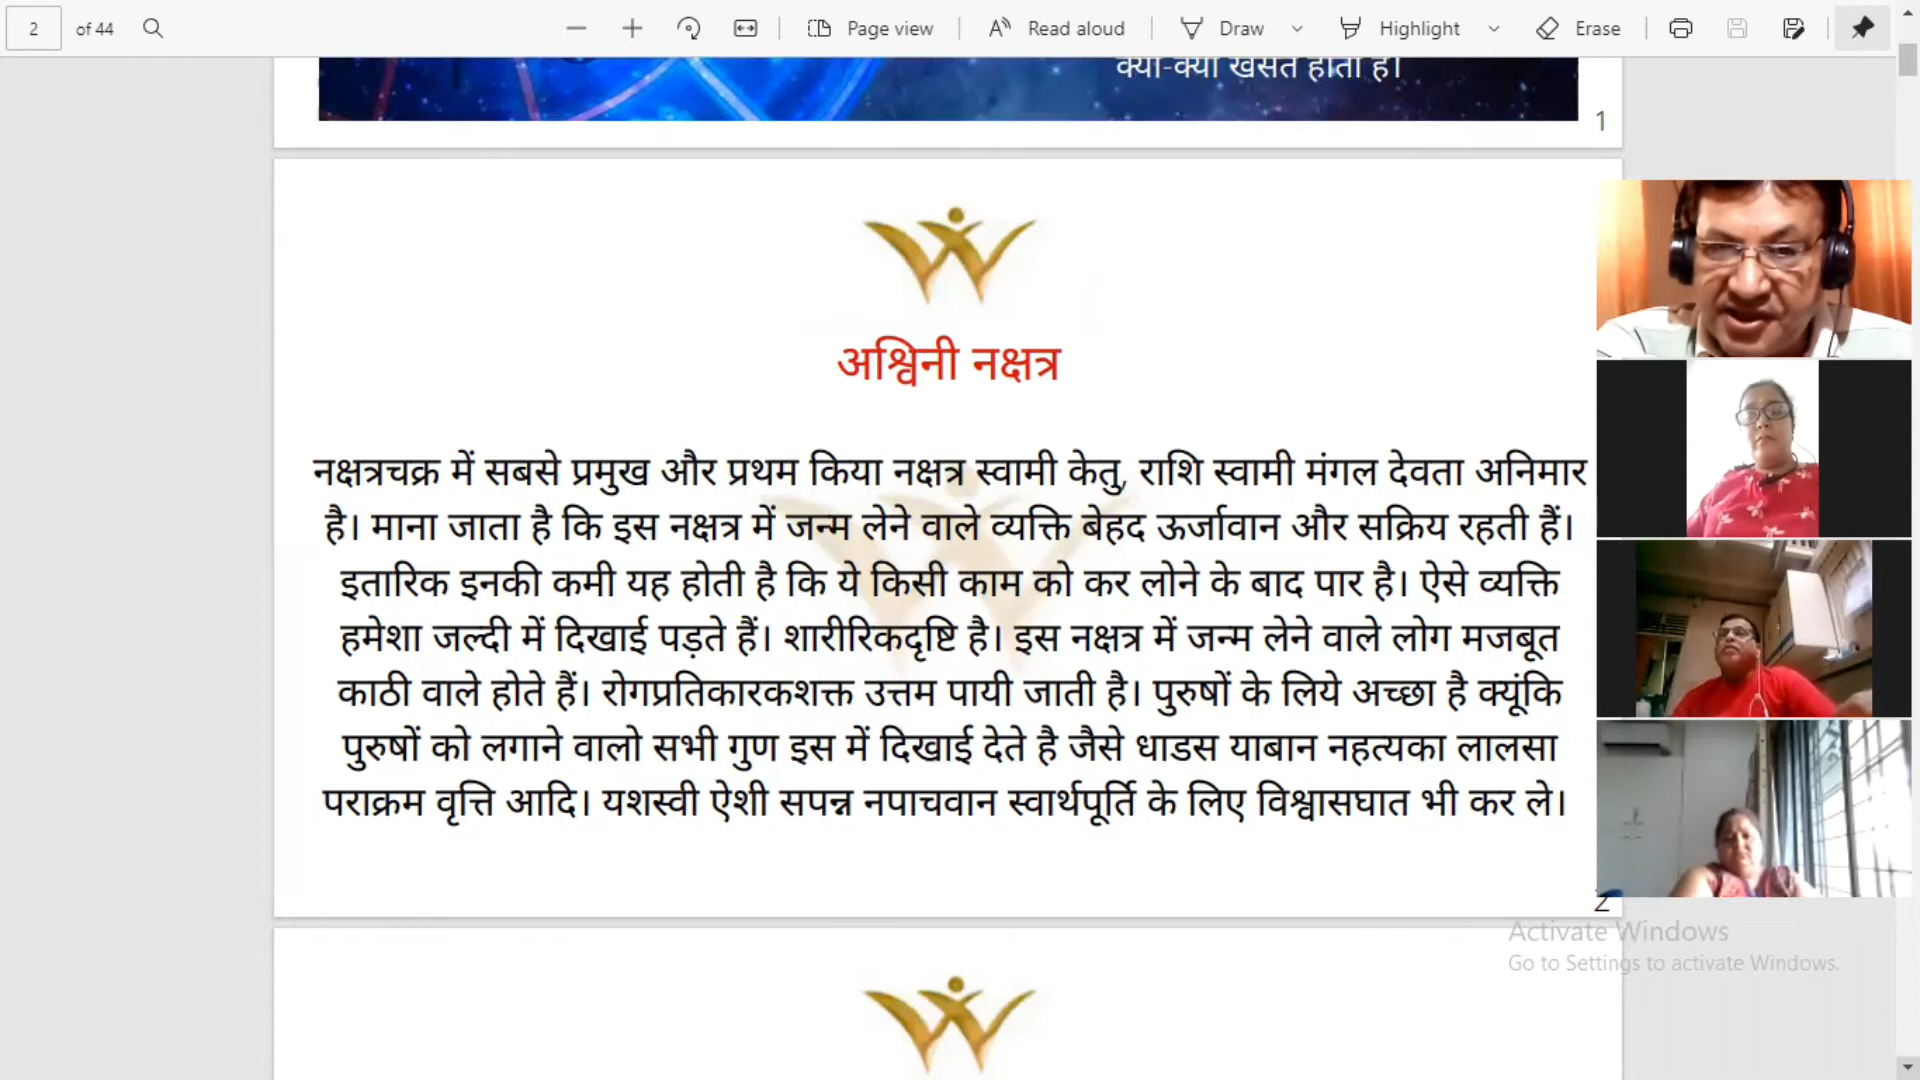 2 of 44 Page view Read aloud Draw Highlight Erase
क्या-क्या खसत होती है।
1
अश्विनी नक्षत्र
नक्षत्रचक्र में सबसे प्रमुख और प्रथम किया नक्षत्र स्वामी केतु, राशि स्वामी मंगल देवता अनिमार
है। माना जाता है कि इस नक्षत्र में जन्म लेने वाले व्यक्ति बेहद ऊर्जावान और सक्रिय रहती हैं।
इतारिक इनकी कमी यह होती है कि ये किसी काम को कर लोने के बाद पार है। ऐसे व्यक्ति
हमेशा जल्दी में दिखाई पड़ते हैं। शारीरिकदृष्टि है। इस नक्षत्र में जन्म लेने वाले लोग मजबूत
काठी वाले होते हैं। रोगप्रतिकारकशक्त उत्तम पायी जाती है। पुरुषों के लिये अच्छा है क्यूंकि
पुरुषों को लगाने वालो सभी गुण इस में दिखाई देते है जैसे धाडस याबान नहत्यका लालसा
पराक्रम वृत्ति आदि। यशस्वी ऐशी सपन्न नपाचवान स्वार्थपूर्ति के लिए विश्वासघात भी कर ले।
2
Activate Windows
Go to Settings to activate Windows.